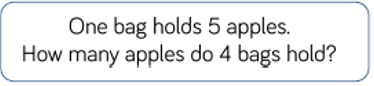 One bag holds 5 apples.
How many apples do 4 bags hold?